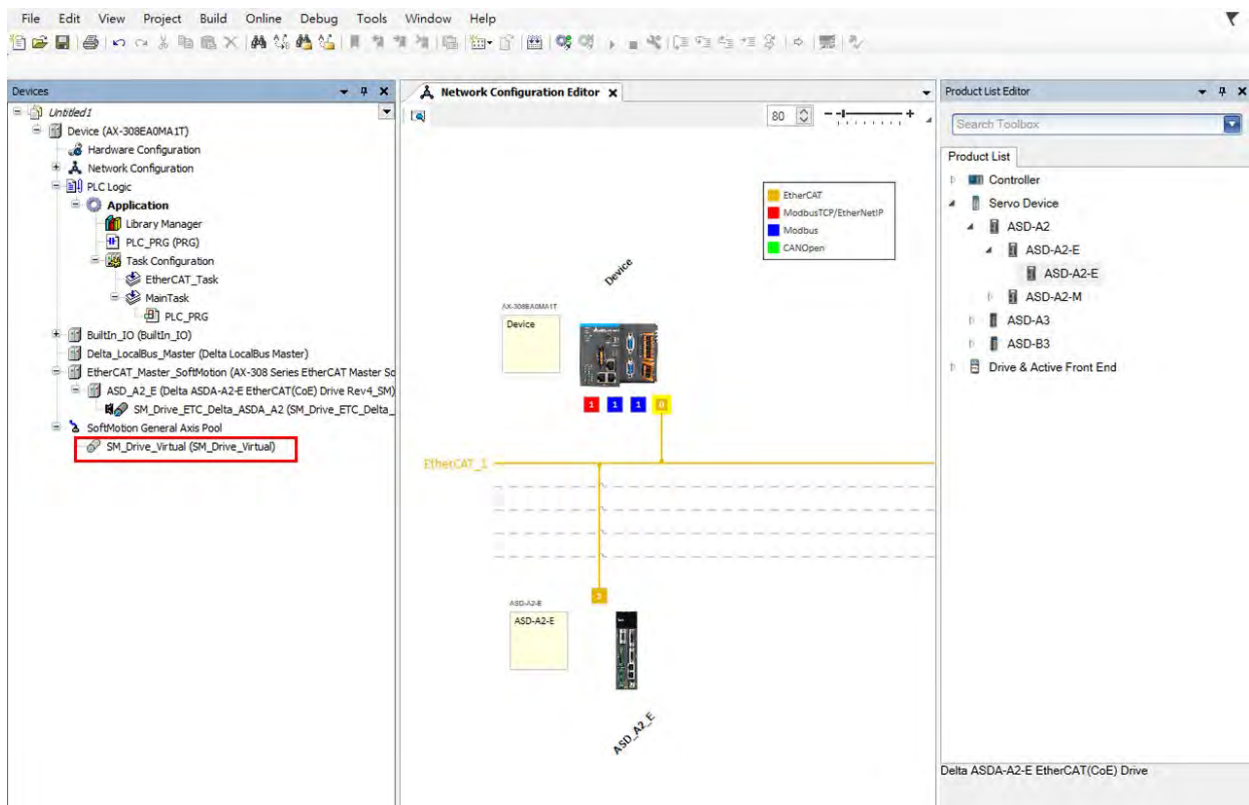 File Edit View Project Build Online Debug Tools Window Help
Devices
Untitled1
Device (AX-308EA0MA1T)
Hardware Configuration
Network Configuration
PLC Logic
Application
Library Manager
PLC_PRG (PRG)
Task Configuration
EtherCAT_Task
MainTask
PLC_PRG
BuiltIn_IO (BuiltIn_IO)
Delta_LocalBus_Master (Delta LocalBus Master)
EtherCAT_Master_SoftMotion (AX-308 Series EtherCAT Master So
ASD_A2_E (Delta ASDA-A2-E EtherCAT(CoE) Drive Rev4_SM)
SM_Drive_ETC_Delta_ASDA_A2 (SM_Drive_ETC_Delta_
SoftMotion General Axis Pool
SM_Drive_Virtual (SM_Drive_Virtual)
Network Configuration Editor
80
EtherCAT
ModbusTCP/EtherNetIP
Modbus
CANOpen
Device
AX-308EA0MA1T
Device
1 1 1 0
EtherCAT_1
ASD-A2-E
ASD-A2-E
ASD_A2_E
Product List Editor
Search Toolbox
Product List
Controller
Servo Device
ASD-A2
ASD-A2-E
ASD-A2-E
ASD-A2-M
ASD-A3
ASD-B3
Drive & Active Front End
Delta ASDA-A2-E EtherCAT(CoE) Drive